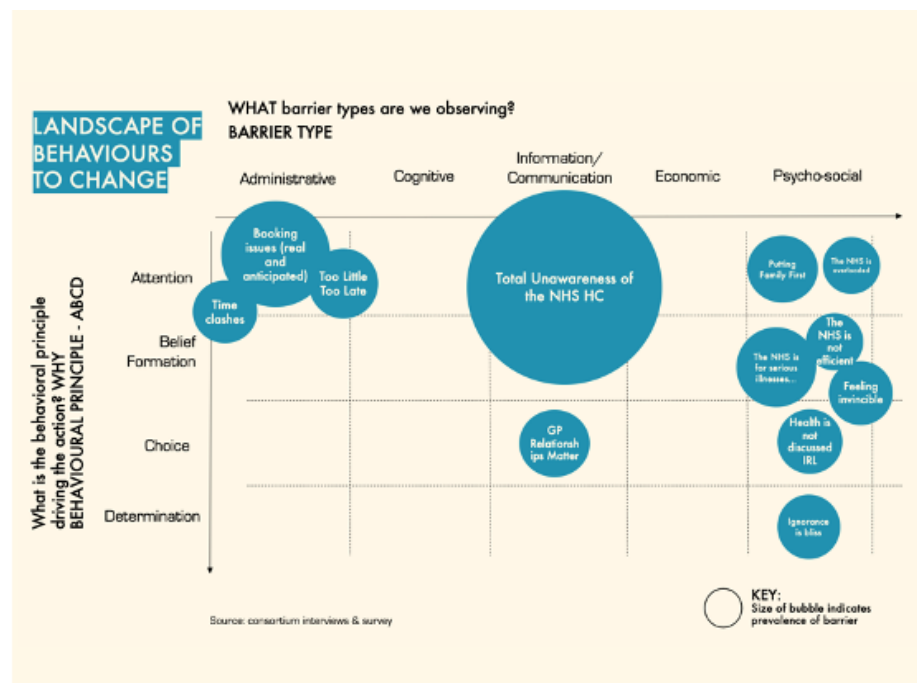 LANDSCAPE OF
BEHAVIOURS
TO CHANGE
WHAT barrier types are we observing?
BARRIER TYPE
Administrative
Cognitive
Information/
Communication
Economic
Psycho-social
What is the behavioral principle
driving the action? WHY
BEHAVIOURAL PRINCIPLE - ABCD
Attention
Belief
Formation
Choice
Determination
Booking
issues (real
and
anticipated)
Too Little
Too Late
Time
clashes
Total Unawareness of
the NHS HC
Putting
Family First
The NHS is
overloaded
The
NHS is
not
efficient
The NHS is
for serious
illnesses...
Feeling
invincible
GP
Relationsh
ips Matter
Health is
not
discussed
IRL
Ignorance
is bliss
Source: consortium interviews & survey
KEY:
Size of bubble indicates
prevalence of barrier